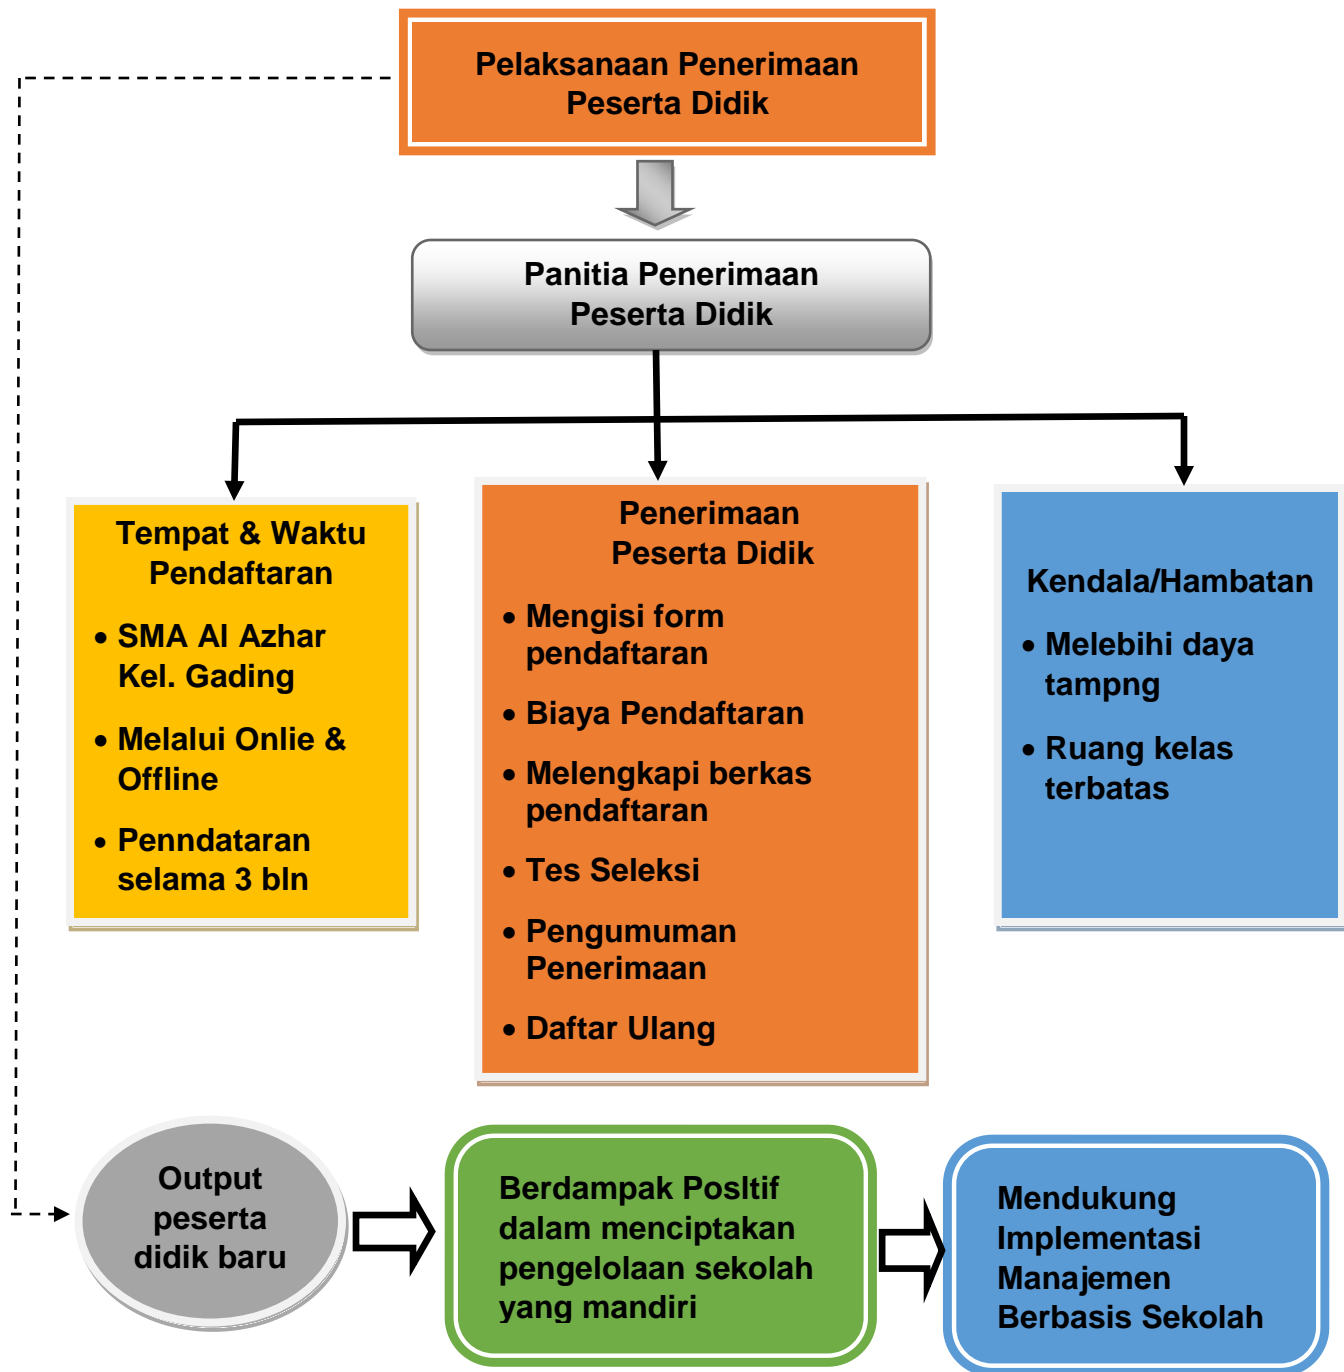 Pelaksanaan Penerimaan
Peserta Didik
Panitia Penerimaan
Peserta Didik
Tempat & Waktu
Pendaftaran
• SMA Al Azhar
Kel. Gading
• Melalui Onlie &
Offline
• Penndataran
selama 3 bln
Penerimaan
Peserta Didik
• Mengisi form
pendaftaran
• Biaya Pendaftaran
• Melengkapi berkas
pendaftaran
• Tes Seleksi
• Pengumuman
Penerimaan
• Daftar Ulang
Kendala/Hambatan
• Melebihi daya
tampng
• Ruang kelas
terbatas
Output
peserta
didik baru
Berdampak PosItif
dalam menciptakan
pengelolaan sekolah
yang mandiri
Mendukung
Implementasi
Manajemen
Berbasis Sekolah